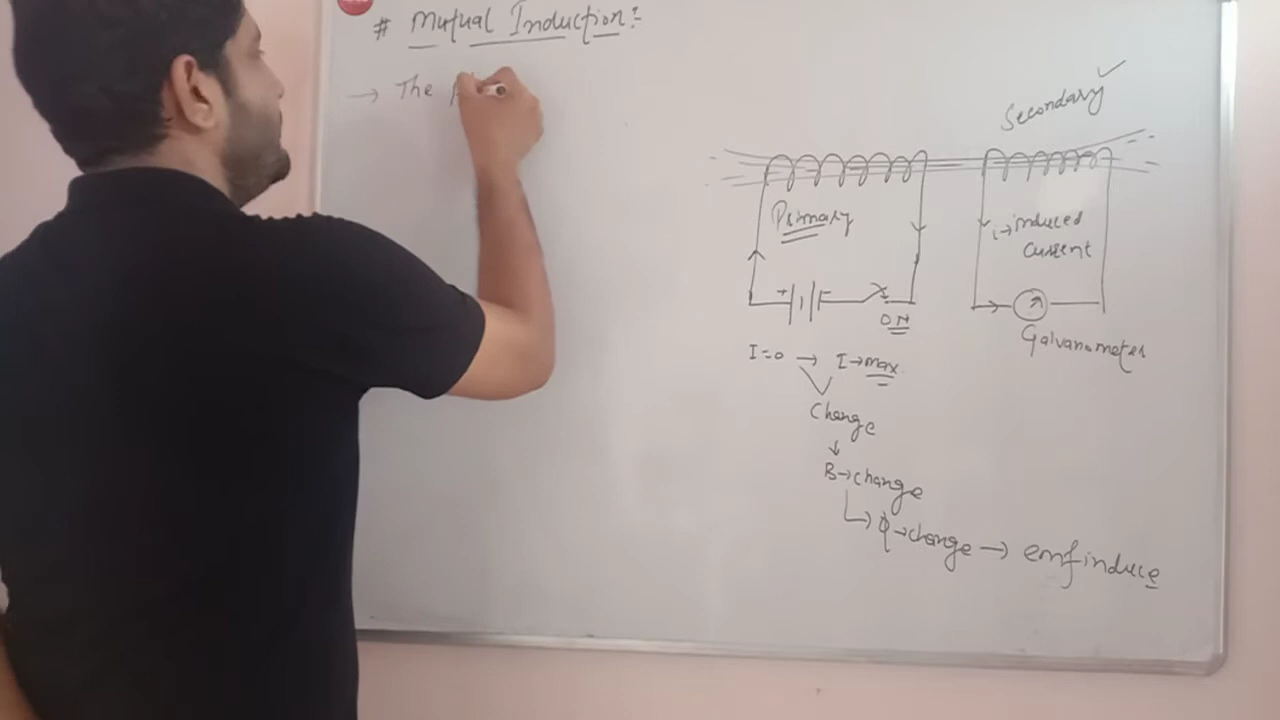 # Mutual Induction:
→ The
Secondary ✓
Primary
i→induced
current
+ -
ON
Galvanometer
I=0 → I→max
Change
↓
B→change
↳ φ→change → emf induce